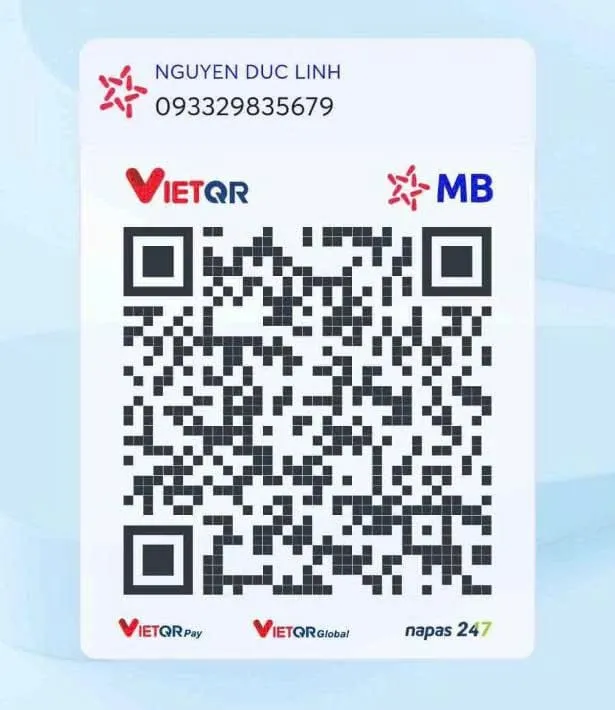 NGUYEN DUC LINH
093329835679
VIETQR
MB
VIETQR Pay
VIETQR Global
napas 247